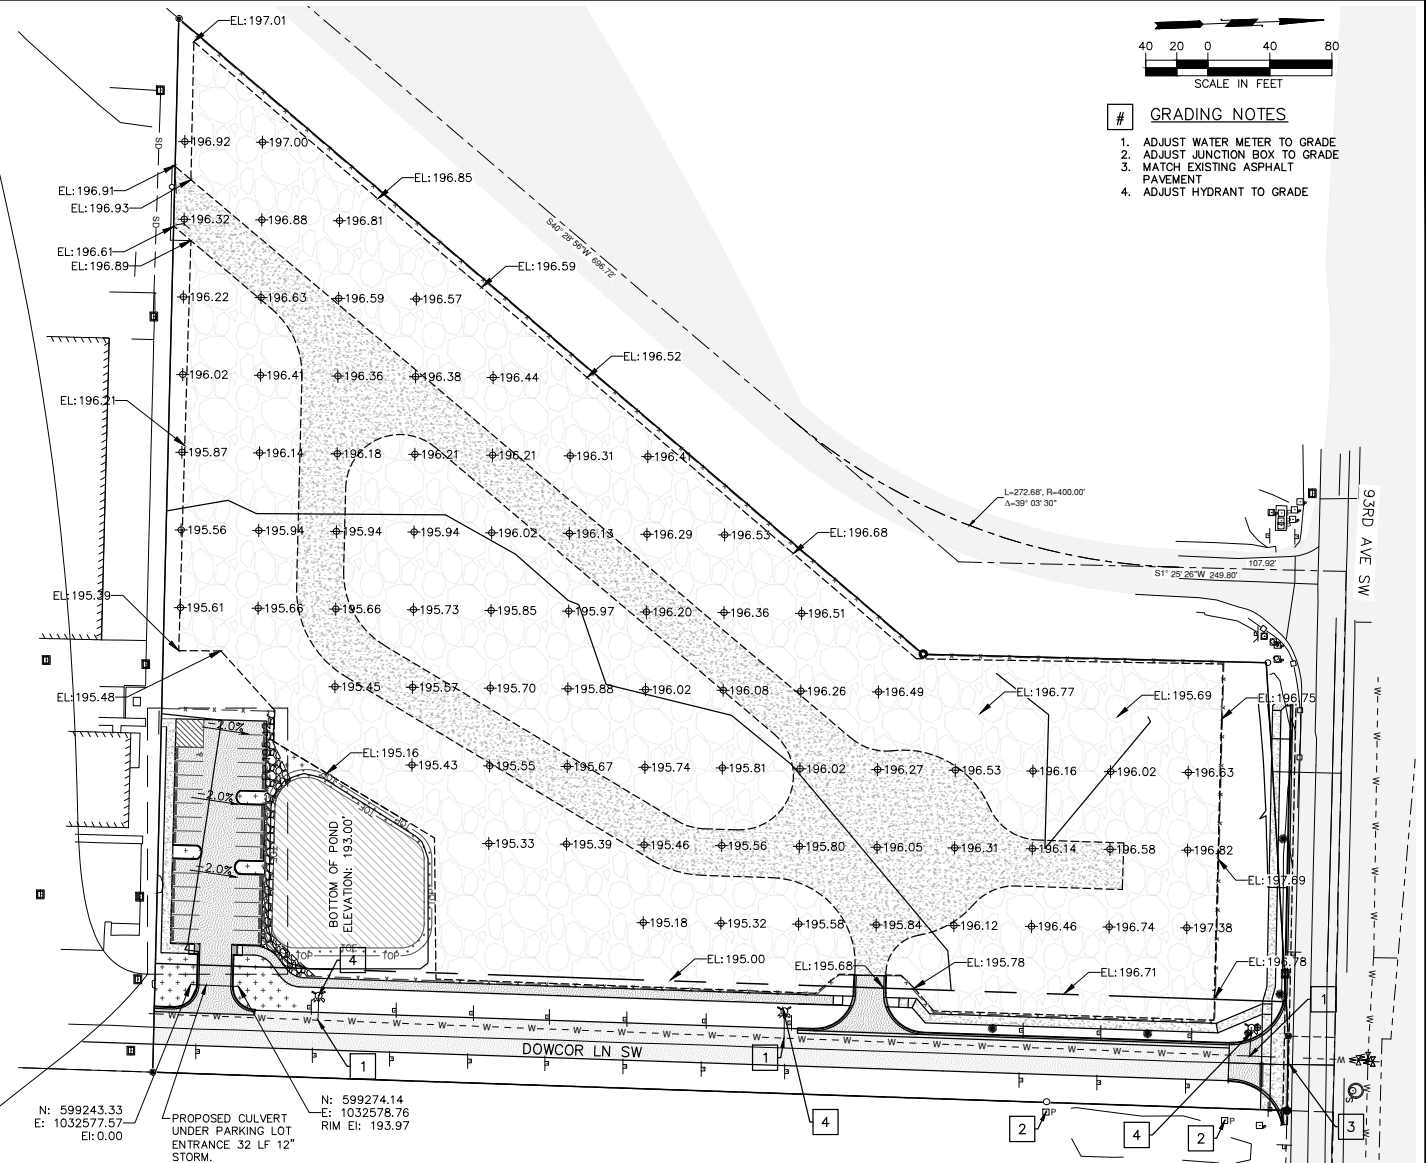 EL: 197.01
40 20 0 40 80
SCALE IN FEET
# GRADING NOTES
1. ADJUST WATER METER TO GRADE
2. ADJUST JUNCTION BOX TO GRADE
3. MATCH EXISTING ASPHALT
PAVEMENT
4. ADJUST HYDRANT TO GRADE
SD
196.92 197.00
EL: 196.85
EL: 196.91
EL: 196.93
SD
196.32 196.88 196.81
S40° 28' 56"W 696.72'
EL: 196.61
EL: 196.89
EL: 196.59
196.22 196.63 196.59 196.57
EL: 196.52
196.02 196.41 196.36 196.38 196.44
EL: 196.21
195.87 196.14 196.18 196.21 196.21 196.31 196.41
L=272.68', R=400.00'
Δ=39° 03' 30"
93RD AVE SW
195.56 195.94 195.94 195.94 196.02 196.13 196.29 196.53
EL: 196.68
107.92'
S1° 25' 26"W 249.80'
EL: 195.39
195.61 195.66 195.66 195.73 195.85 195.97 196.20 196.36 196.51
EL: 195.48
195.45 195.57 195.70 195.88 196.02 196.08 196.26 196.49
EL: 196.77
EL: 195.69
EL: 196.75
-2.0%
EL: 195.16
195.43 195.55 195.67 195.74 195.81 196.02 196.27 196.53 196.16 196.02 196.63
-2.0%
TOE
TOP
195.33 195.39 195.46 195.56 195.80 196.05 196.31 196.14 196.58 196.82
-2.0%
BOTTOM OF POND
ELEVATION: 193.00'
EL: 197.69
195.18 195.32 195.58 195.84 196.12 196.46 196.74 197.38
TOP TOE TOP
4
EL: 195.00
EL: 195.68
EL: 195.78
EL: 196.71
EL: 196.78
1
W W W W W W W W W W W W
DOWCOR LN SW
1
1
N: 599243.33
E: 1032577.57
El: 0.00
PROPOSED CULVERT
UNDER PARKING LOT
ENTRANCE 32 LF 12"
STORM.
N: 599274.14
E: 1032578.76
RIM El: 193.97
4
2
P
4
2
P
3
S